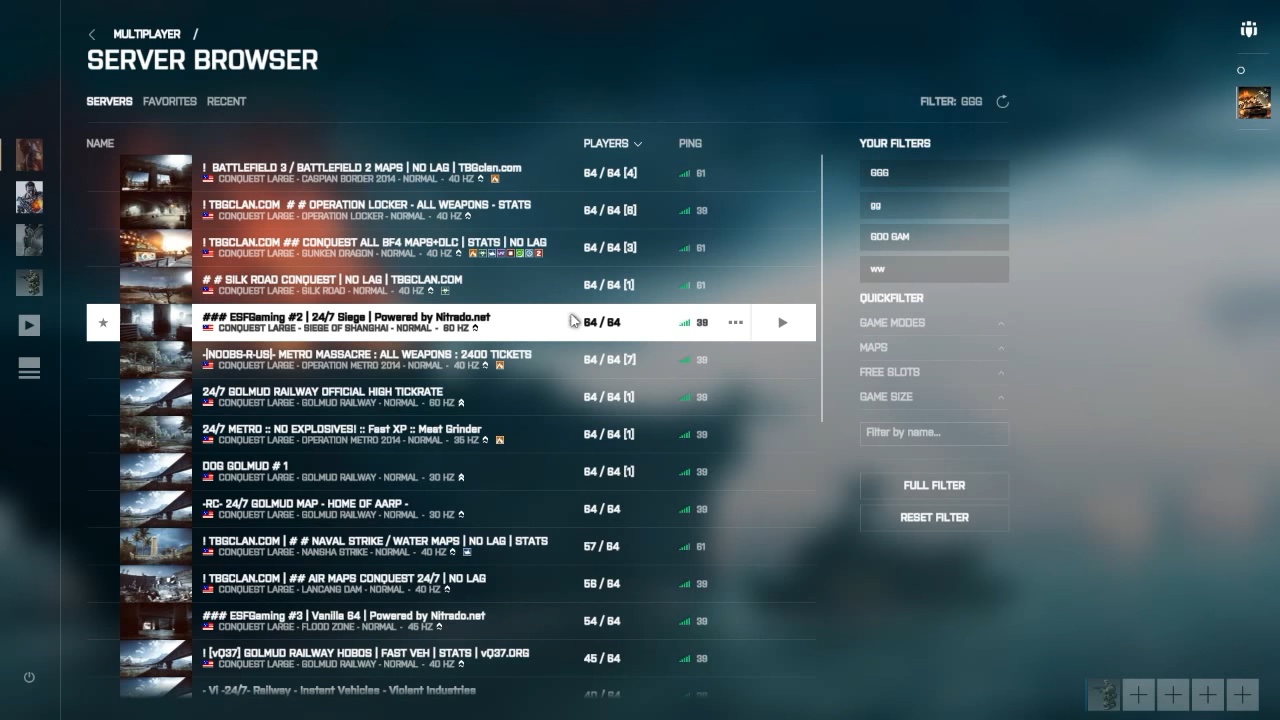 MULTIPLAYER /
SERVER BROWSER
SERVERS FAVORITES RECENT
FILTER: GGG
NAME PLAYERS PING
! BATTLEFIELD 3 / BATTLEFIELD 2 MAPS | NO LAG | TBGclan.com
CONQUEST LARGE - CASPIAN BORDER 2014 - NORMAL - 40 HZ
64 / 64 [4] 61
! TBGCLAN.COM # # OPERATION LOCKER - ALL WEAPONS - STATS
CONQUEST LARGE - OPERATION LOCKER - NORMAL - 40 HZ
64 / 64 [6] 39
! TBGCLAN.COM ## CONQUEST ALL BF4 MAPS+DLC | STATS | NO LAG
CONQUEST LARGE - GUNKEN DRAGON - NORMAL - 40 HZ
64 / 64 [3] 61
# # SILK ROAD CONQUEST | NO LAG | TBGCLAN.COM
CONQUEST LARGE - SILK ROAD - NORMAL - 40 HZ
64 / 64 [1] 61
### ESFGaming #2 | 24/7 Siege | Powered by Nitrado.net
CONQUEST LARGE - SIEGE OF SHANGHAI - NORMAL - 60 HZ
64 / 64 39
-|NOOBS-R-US|- METRO MASSACRE : ALL WEAPONS : 2400 TICKETS
CONQUEST LARGE - OPERATION METRO 2014 - NORMAL - 40 HZ
64 / 64 [7] 39
24/7 GOLMUD RAILWAY OFFICIAL HIGH TICKRATE
CONQUEST LARGE - GOLMUD RAILWAY - NORMAL - 60 HZ
64 / 64 [1] 39
24/7 METRO :: NO EXPLOSIVES! :: Fast XP :: Meat Grinder
CONQUEST LARGE - OPERATION METRO 2014 - NORMAL - 35 HZ
64 / 64 [1] 39
DOG GOLMUD # 1
CONQUEST LARGE - GOLMUD RAILWAY - NORMAL - 30 HZ
64 / 64 [1] 39
-RC- 24/7 GOLMUD MAP - HOME OF AARP -
CONQUEST LARGE - GOLMUD RAILWAY - NORMAL - 30 HZ
64 / 64 39
! TBGCLAN.COM | # # NAVAL STRIKE / WATER MAPS | NO LAG | STATS
CONQUEST LARGE - NANSHA STRIKE - NORMAL - 40 HZ
57 / 64 61
! TBGCLAN.COM | ## AIR MAPS CONQUEST 24/7 | NO LAG
CONQUEST LARGE - LANCANG DAM - NORMAL - 40 HZ
56 / 64 39
### ESFGaming #3 | Vanilla 64 | Powered by Nitrado.net
CONQUEST LARGE - FLOOD ZONE - NORMAL - 45 HZ
54 / 64 39
! [vQ37] GOLMUD RAILWAY HOBOS | FAST VEH | STATS | vQ37.ORG
CONQUEST LARGE - GOLMUD RAILWAY - NORMAL - 40 HZ
45 / 64 39
- Vi -24/7- Railway - Instant Vehicles - Violent Industries
40 / 64 39
YOUR FILTERS
GGG
gg
GOO GAM
ww
QUICKFILTER
GAME MODES
MAPS
FREE SLOTS
GAME SIZE
Filter by name...
FULL FILTER
RESET FILTER